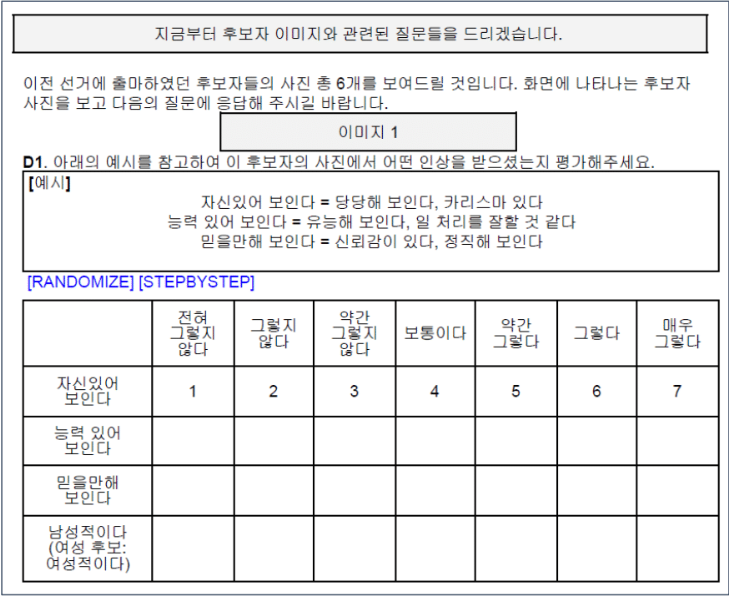 지금부터 후보자 이미지와 관련된 질문들을 드리겠습니다.
이전 선거에 출마하였던 후보자들의 사진 총 6개를 보여드릴 것입니다. 화면에 나타나는 후보자
사진을 보고 다음의 질문에 응답해 주시길 바랍니다.
이미지 1
D1. 아래의 예시를 참고하여 이 후보자의 사진에서 어떤 인상을 받으셨는지 평가해주세요.
[예시]
자신있어 보인다 = 당당해 보인다, 카리스마 있다
능력 있어 보인다 = 유능해 보인다, 일 처리를 잘할 것 같다
믿을만해 보인다 = 신뢰감이 있다, 정직해 보인다
[RANDOMIZE] [STEPBYSTEP]
전혀
그렇지
않다
그렇지
않다
약간
그렇지
않다
보통이다
약간
그렇다
그렇다
매우
그렇다
자신있어
보인다
1 2 3 4 5 6 7
능력 있어
보인다
믿을만해
보인다
남성적이다
(여성 후보:
여성적이다)